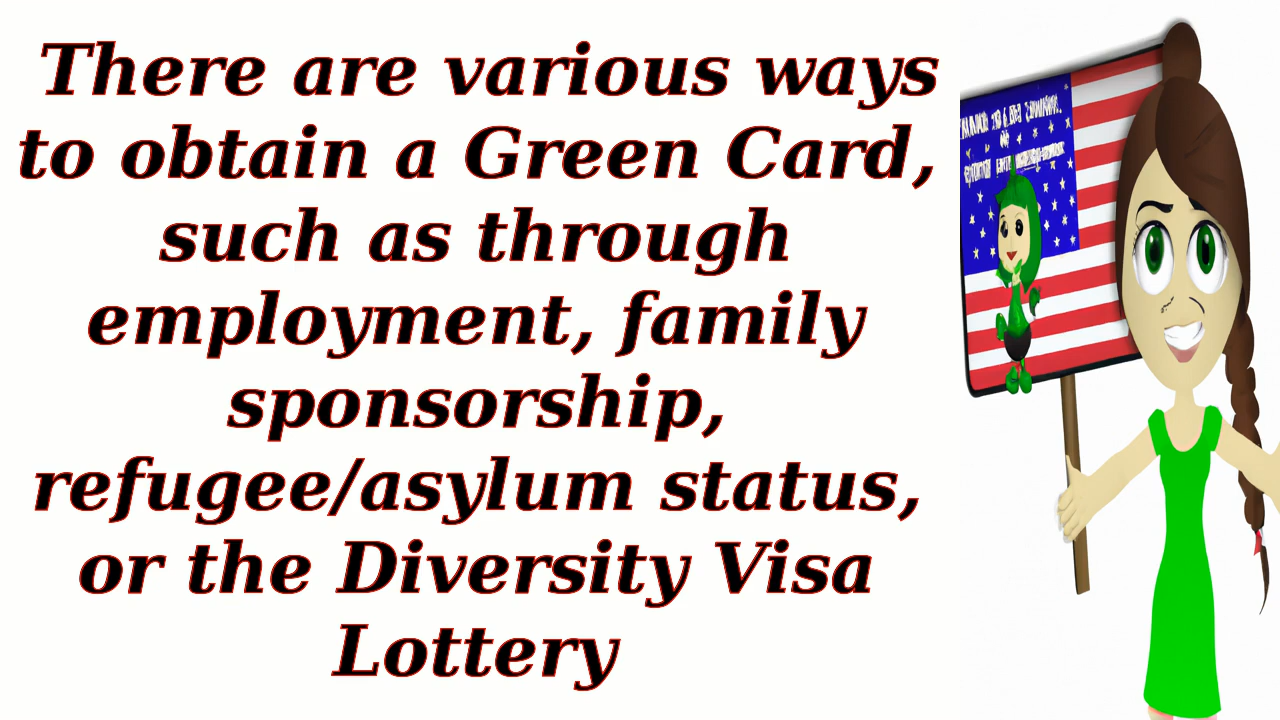 There are various ways
to obtain a Green Card,
such as through
employment, family
sponsorship,
refugee/asylum status,
or the Diversity Visa
Lottery